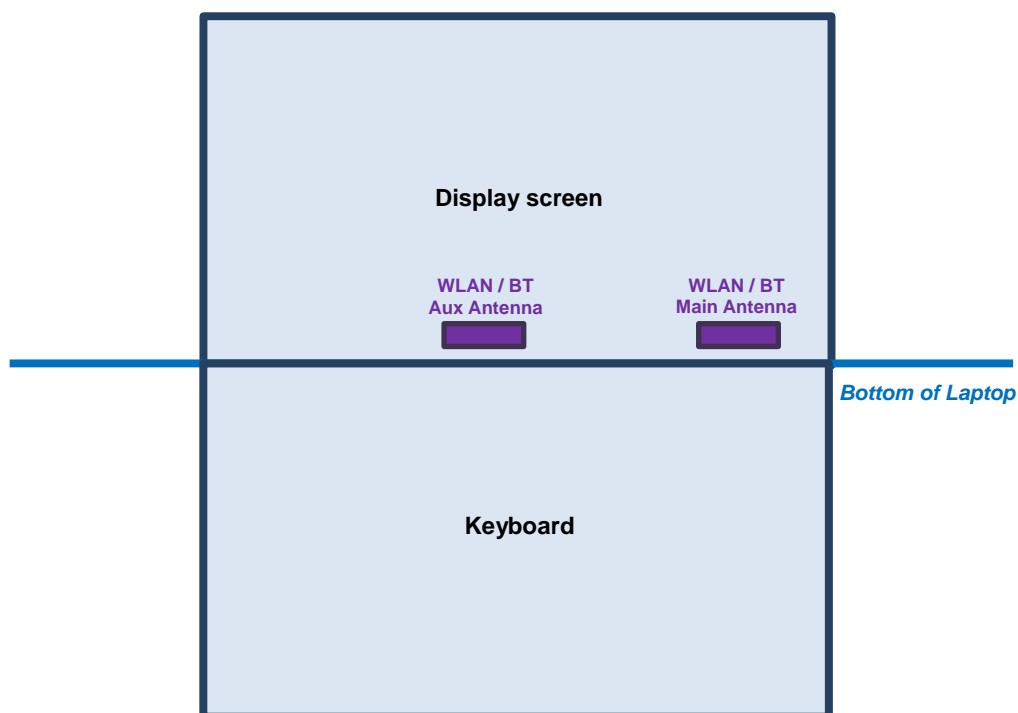 Display screen
WLAN / BT
Aux Antenna
WLAN / BT
Main Antenna
Bottom of Laptop
Keyboard